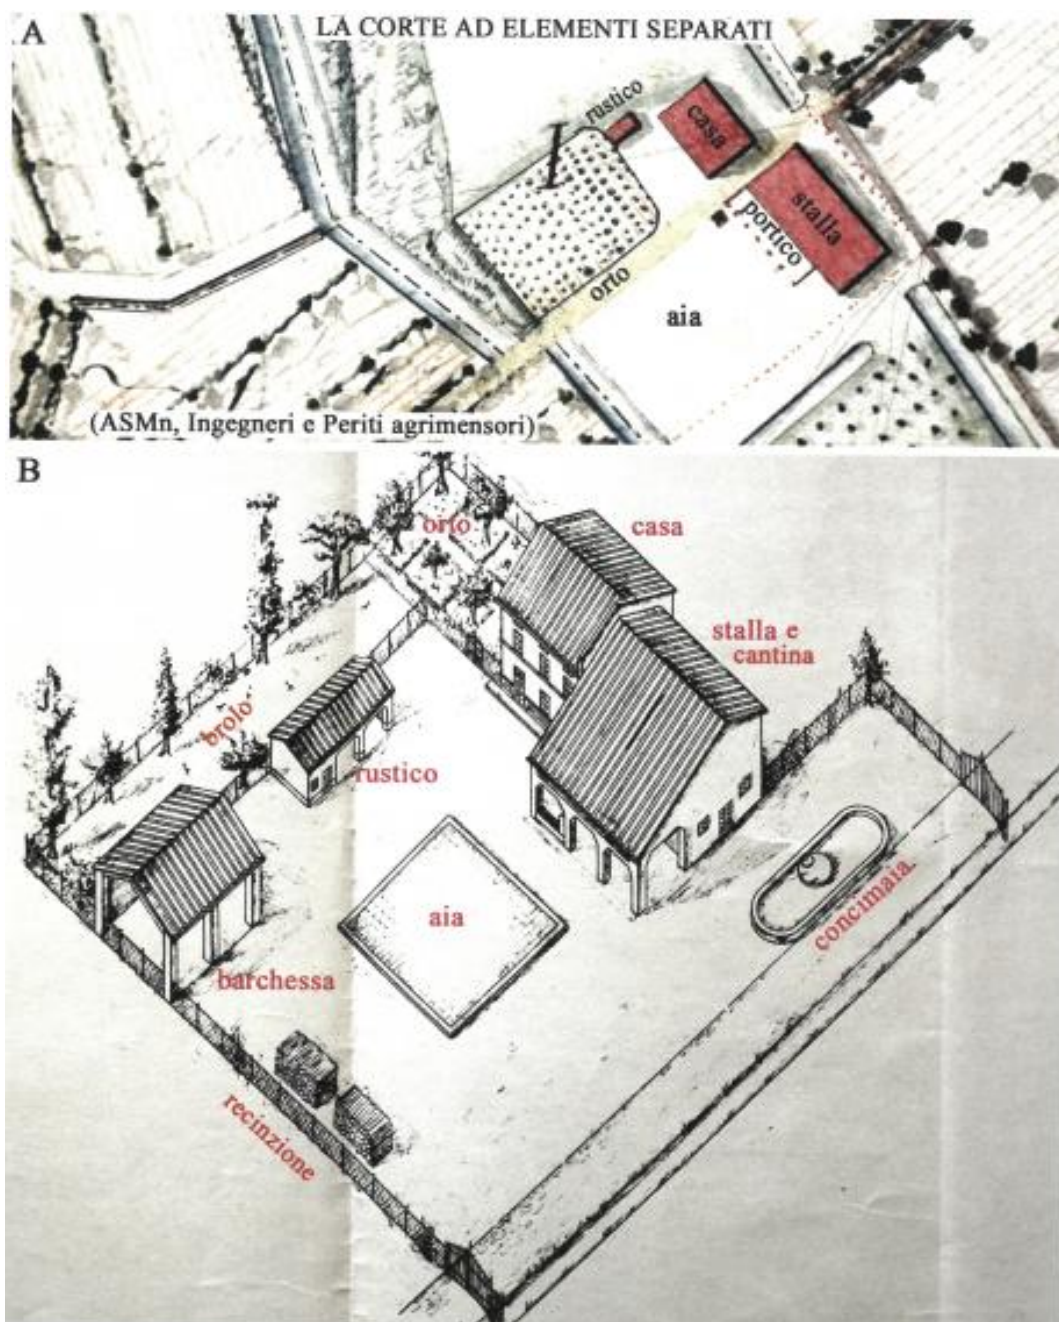 A
LA CORTE AD ELEMENTI SEPARATI
rustico
casa
stalla
portico
orto
aia
(ASMn, Ingegneri e Periti agrimensori)
B
orto
casa
stalla e
cantina
brolo
rustico
aia
concimaia
barchessa
recinzione